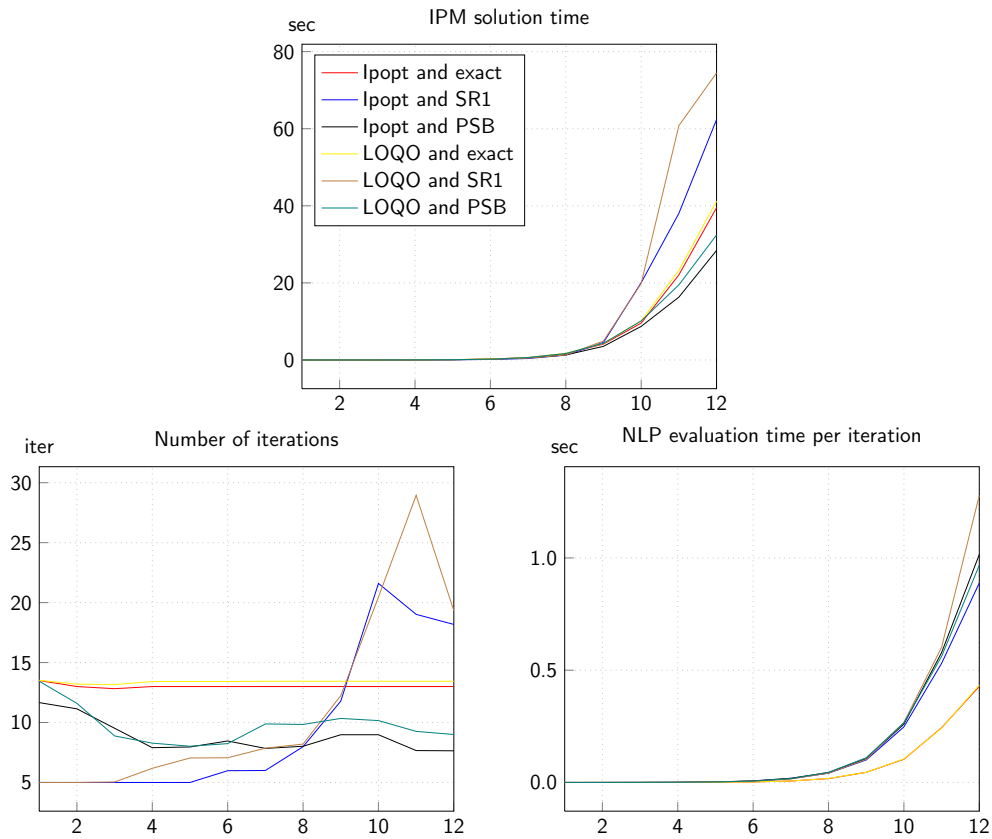 IPM solution time
sec
80
60
40
20
0
Ipopt and exact
Ipopt and SR1
Ipopt and PSB
LOQO and exact
LOQO and SR1
LOQO and PSB
2 4 6 8 10 12
Number of iterations
iter
30
25
20
15
10
5
2 4 6 8 10 12
NLP evaluation time per iteration
sec
1.0
0.5
0.0
2 4 6 8 10 12